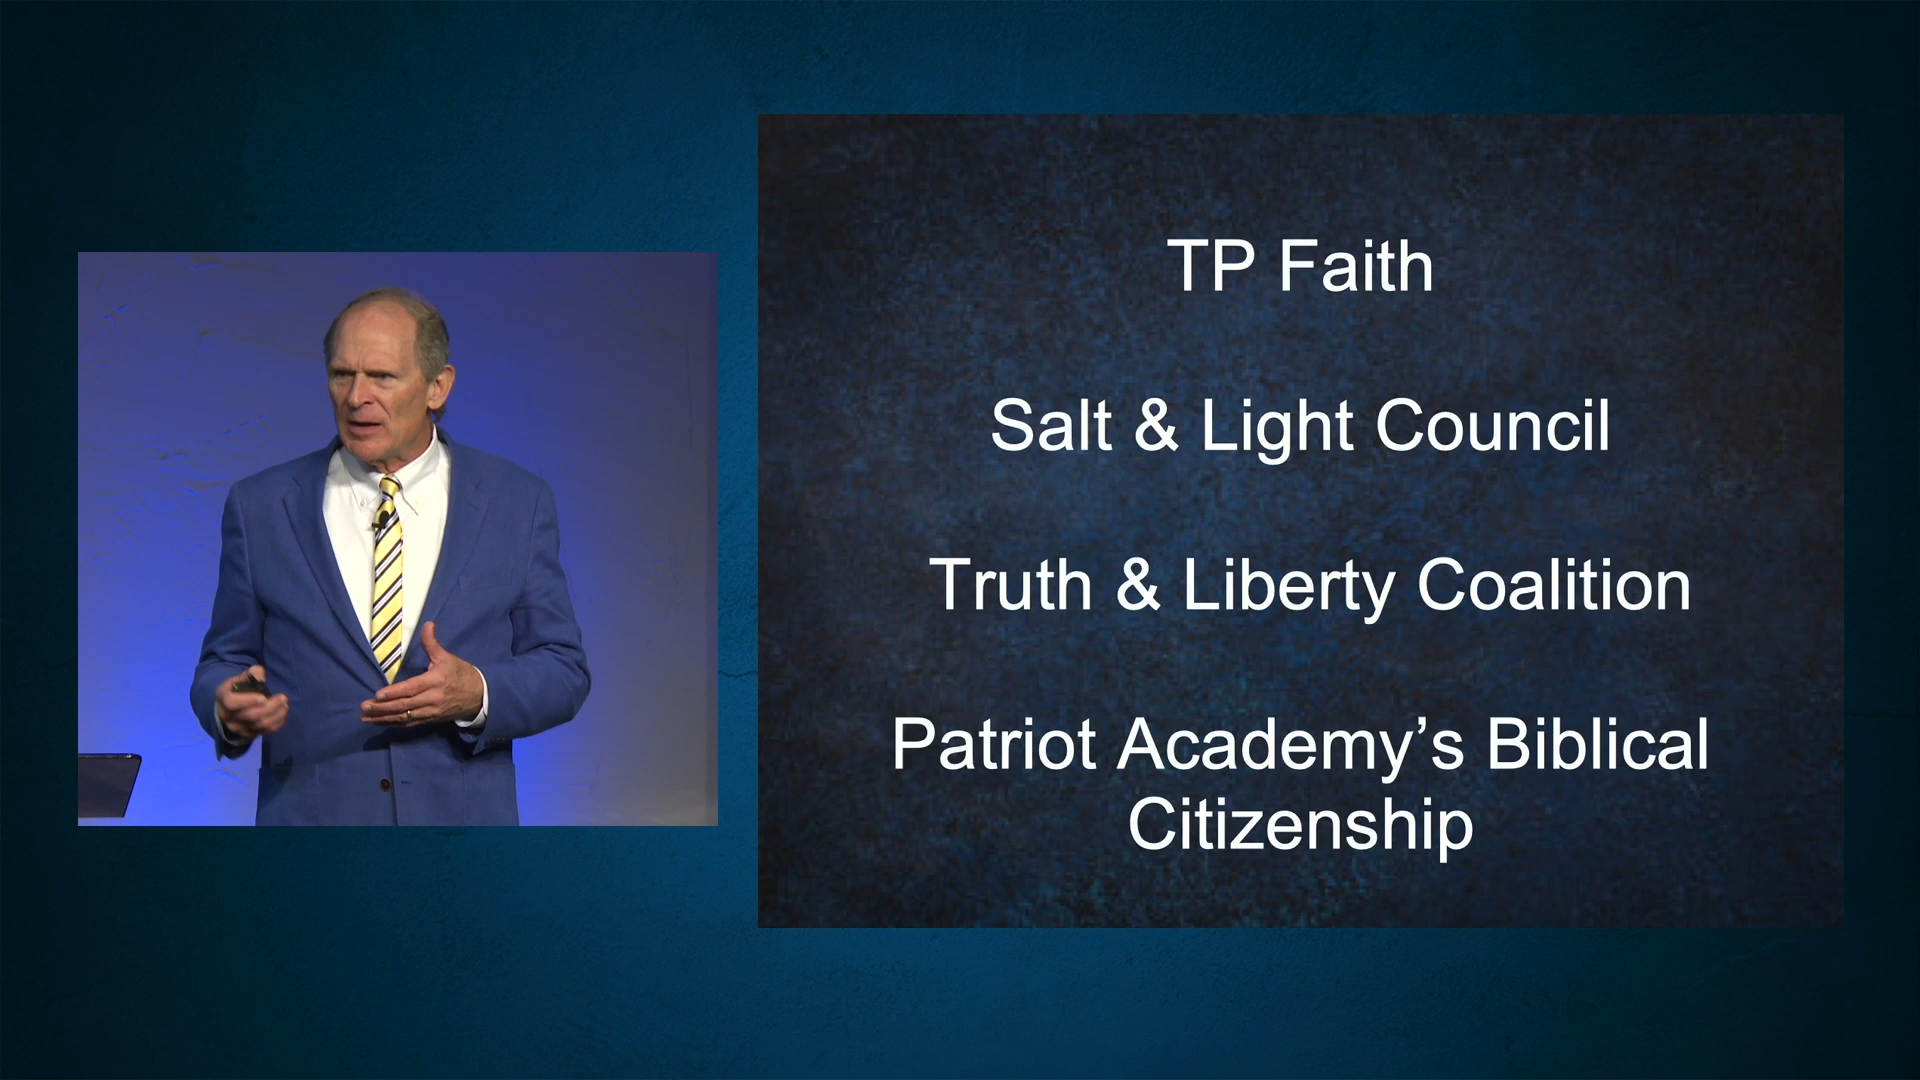 TP Faith
Salt & Light Council
Truth & Liberty Coalition
Patriot Academy’s Biblical
Citizenship